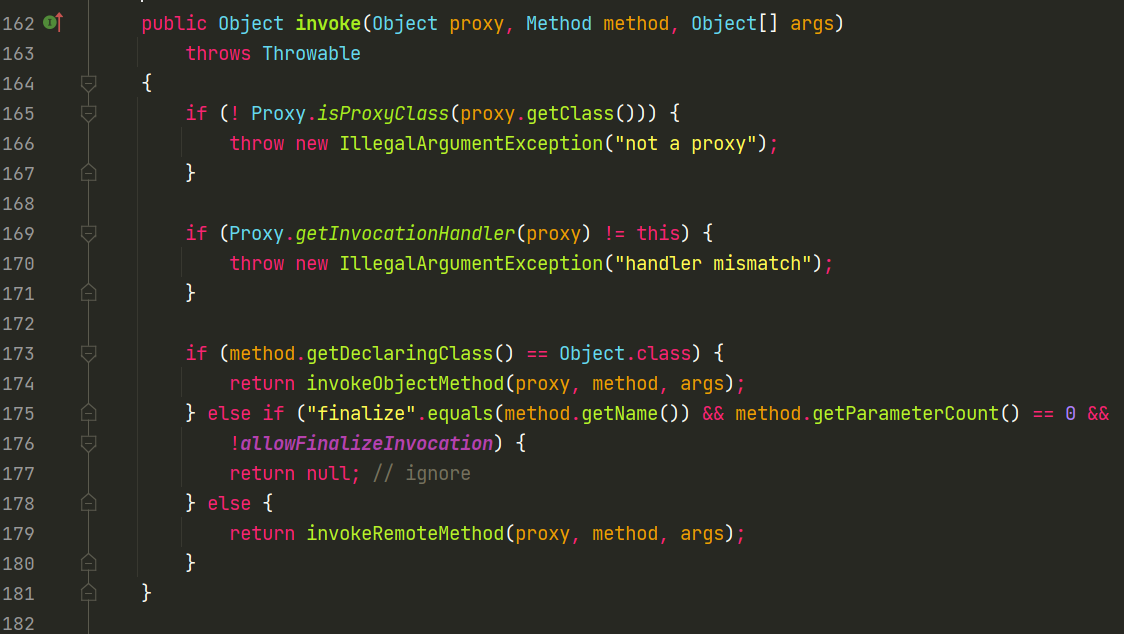 162 public Object invoke(Object proxy, Method method, Object[] args)
163 throws Throwable
164 {
165 if (! Proxy.isProxyClass(proxy.getClass())) {
166 throw new IllegalArgumentException("not a proxy");
167 }
168
169 if (Proxy.getInvocationHandler(proxy) != this) {
170 throw new IllegalArgumentException("handler mismatch");
171 }
172
173 if (method.getDeclaringClass() == Object.class) {
174 return invokeObjectMethod(proxy, method, args);
175 } else if ("finalize".equals(method.getName()) && method.getParameterCount() == 0 &&
176 !allowFinalizeInvocation) {
177 return null; // ignore
178 } else {
179 return invokeRemoteMethod(proxy, method, args);
180 }
181 }
182